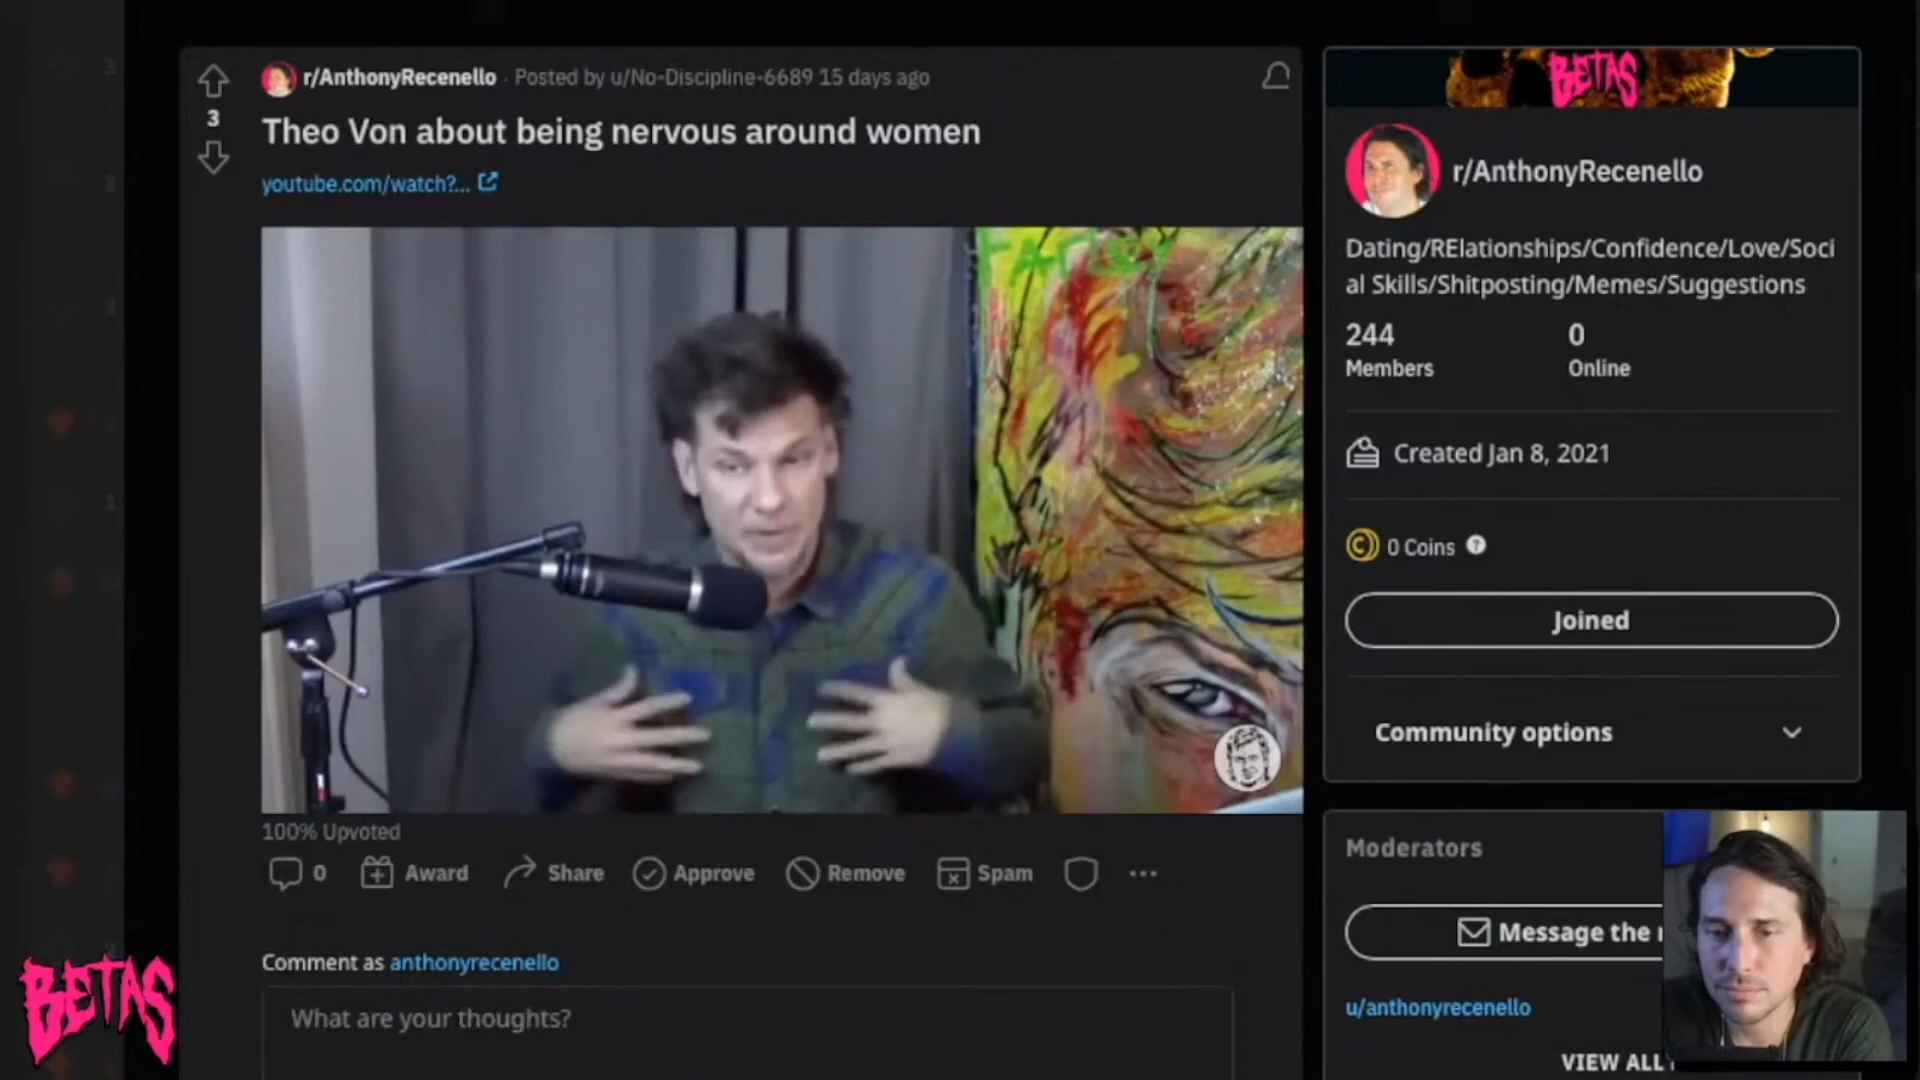 r/AnthonyRecenello · Posted by u/No-Discipline-6689 15 days ago
3
Theo Von about being nervous around women
youtube.com/watch?...
FARLEY
100% Upvoted
0 Award Share Approve Remove Spam ...
Comment as anthonyrecenello
What are your thoughts?
BETAS
BETAS
r/AnthonyRecenello
Dating/RElationships/Confidence/Love/Soci
al Skills/Shitposting/Memes/Suggestions
244 0
Members Online
Created Jan 8, 2021
0 Coins ?
Joined
Community options
Moderators
Message the
u/anthonyrecenello
VIEW ALL